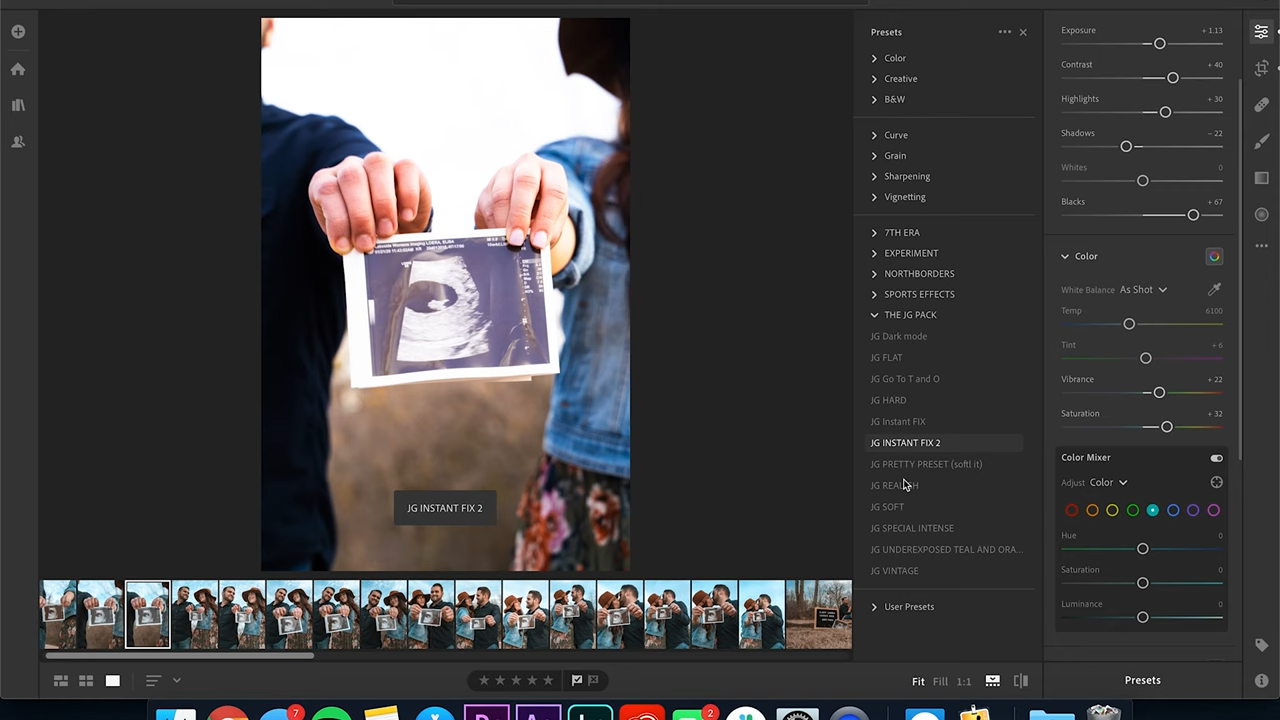 Presets
Color
Creative
B&W
Curve
Grain
Sharpening
Vignetting
7TH ERA
EXPERIMENT
NORTHBORDERS
SPORTS EFFECTS
THE JG PACK
JG Dark mode
JG FLAT
JG Go To T and O
JG HARD
JG Instant FIX
JG INSTANT FIX 2
JG PRETTY PRESET (softl it)
JG SOFT
JG SPECIAL INTENSE
JG UNDEREXPOSED TEAL AND ORA...
JG VINTAGE
User Presets
Exposure + 1.13
Contrast + 40
Highlights + 30
Shadows – 22
Whites 0
Blacks + 67
Color
White Balance As Shot
Temp 6100
Tint + 6
Vibrance + 22
Saturation + 32
Color Mixer
Adjust Color
Hue 0
Saturation 0
Luminance 0
JG INSTANT FIX 2
Fit Fill 1:1
Presets
7
2